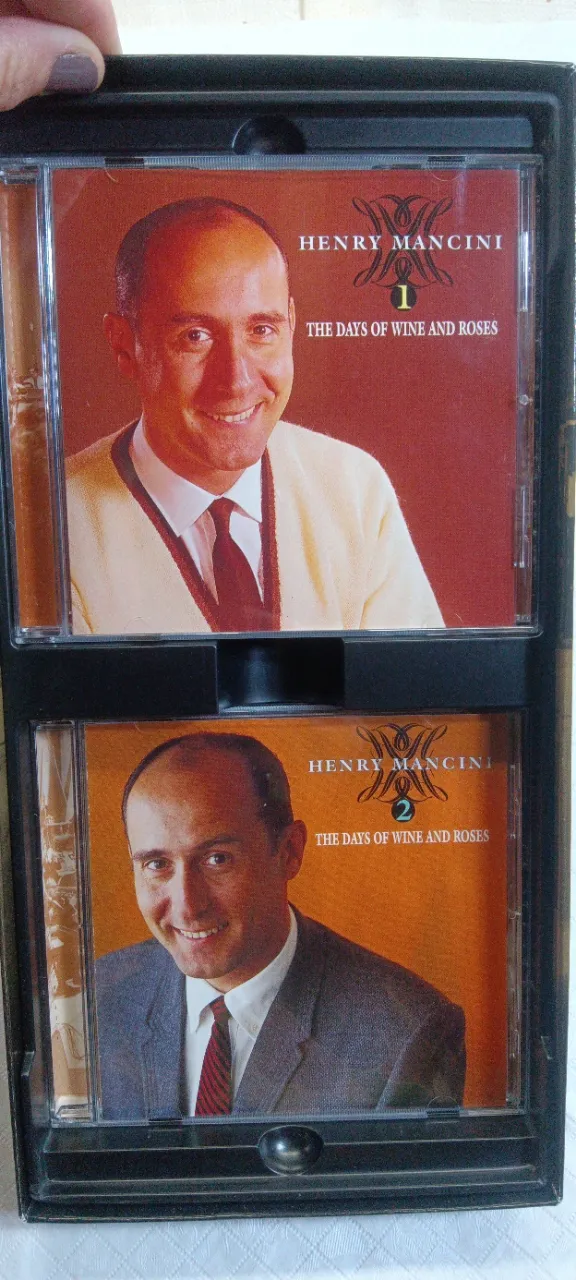 HENRY MANCINI
1
THE DAYS OF WINE AND ROSES
HENRY MANCINI
2
THE DAYS OF WINE AND ROSES